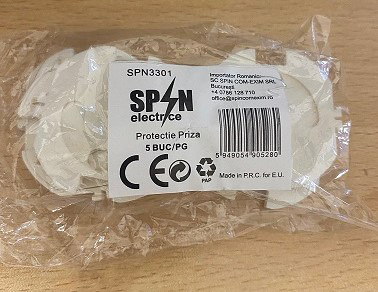 SPN3301
SPIN
electrice
Protectie Priza
5 BUC/PG
CE
PAP
Importator Romania:
SC SPIN COM-EXIM SRL
Bucuresti
+4 0786 128 710
office@spincomexim.ro
5 949054 905280
Made in P.R.C. for E.U.